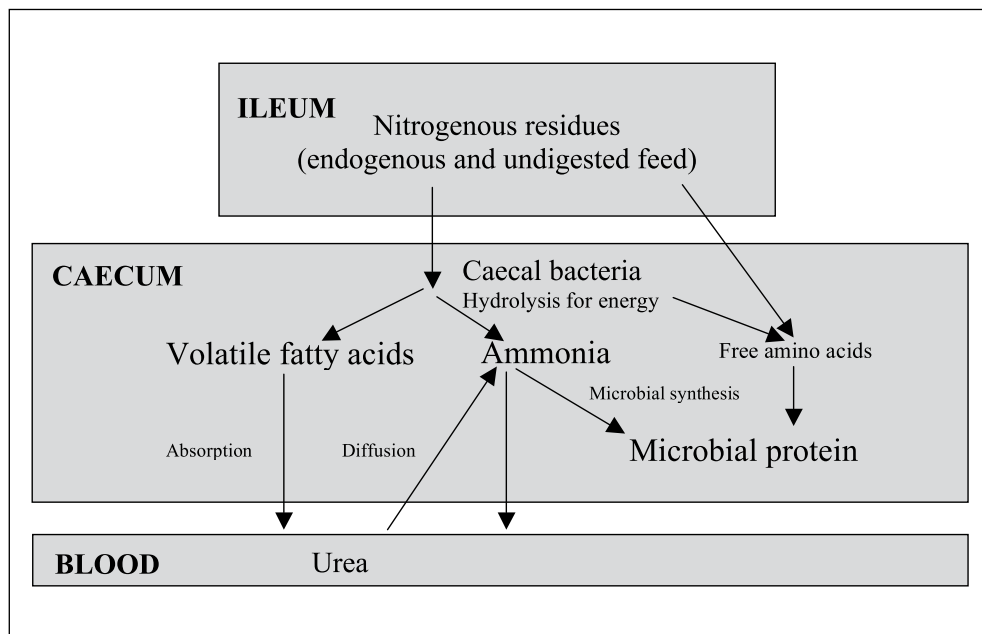 ILEUM
Nitrogenous residues
(endogenous and undigested feed)
CAECUM
Caecal bacteria
Hydrolysis for energy
Volatile fatty acids
Ammonia
Free amino acids
Microbial synthesis
Absorption
Diffusion
Microbial protein
BLOOD
Urea